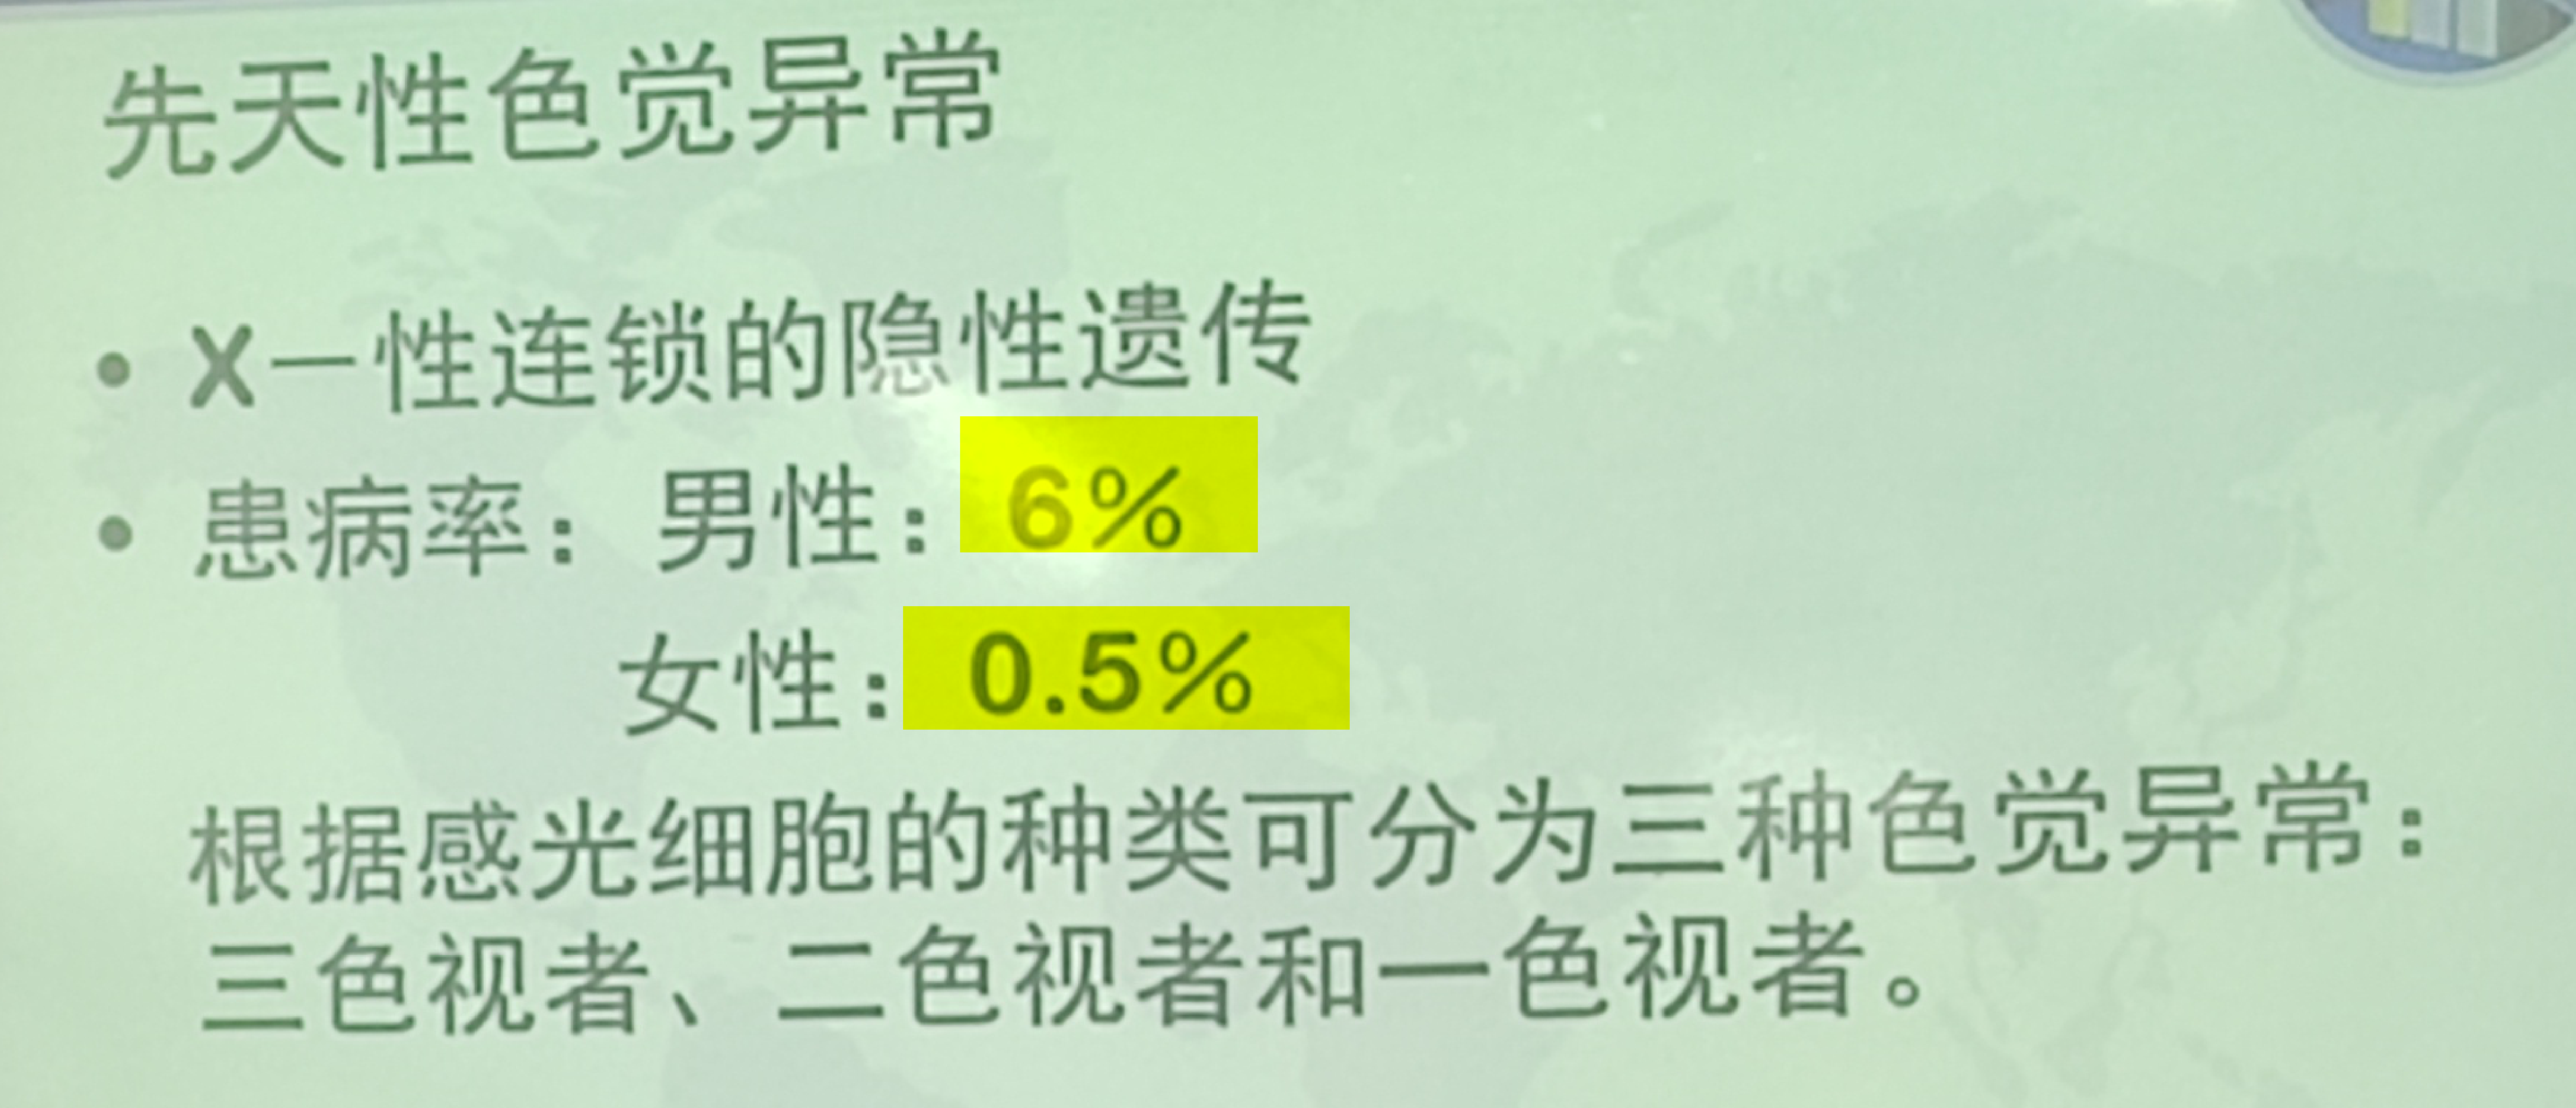 先天性色觉异常
• X一性连锁的隐性遗传
• 患病率：男性：6%
女性：0.5%
根据感光细胞的种类可分为三种色觉异常：
三色视者、二色视者和一色视者。